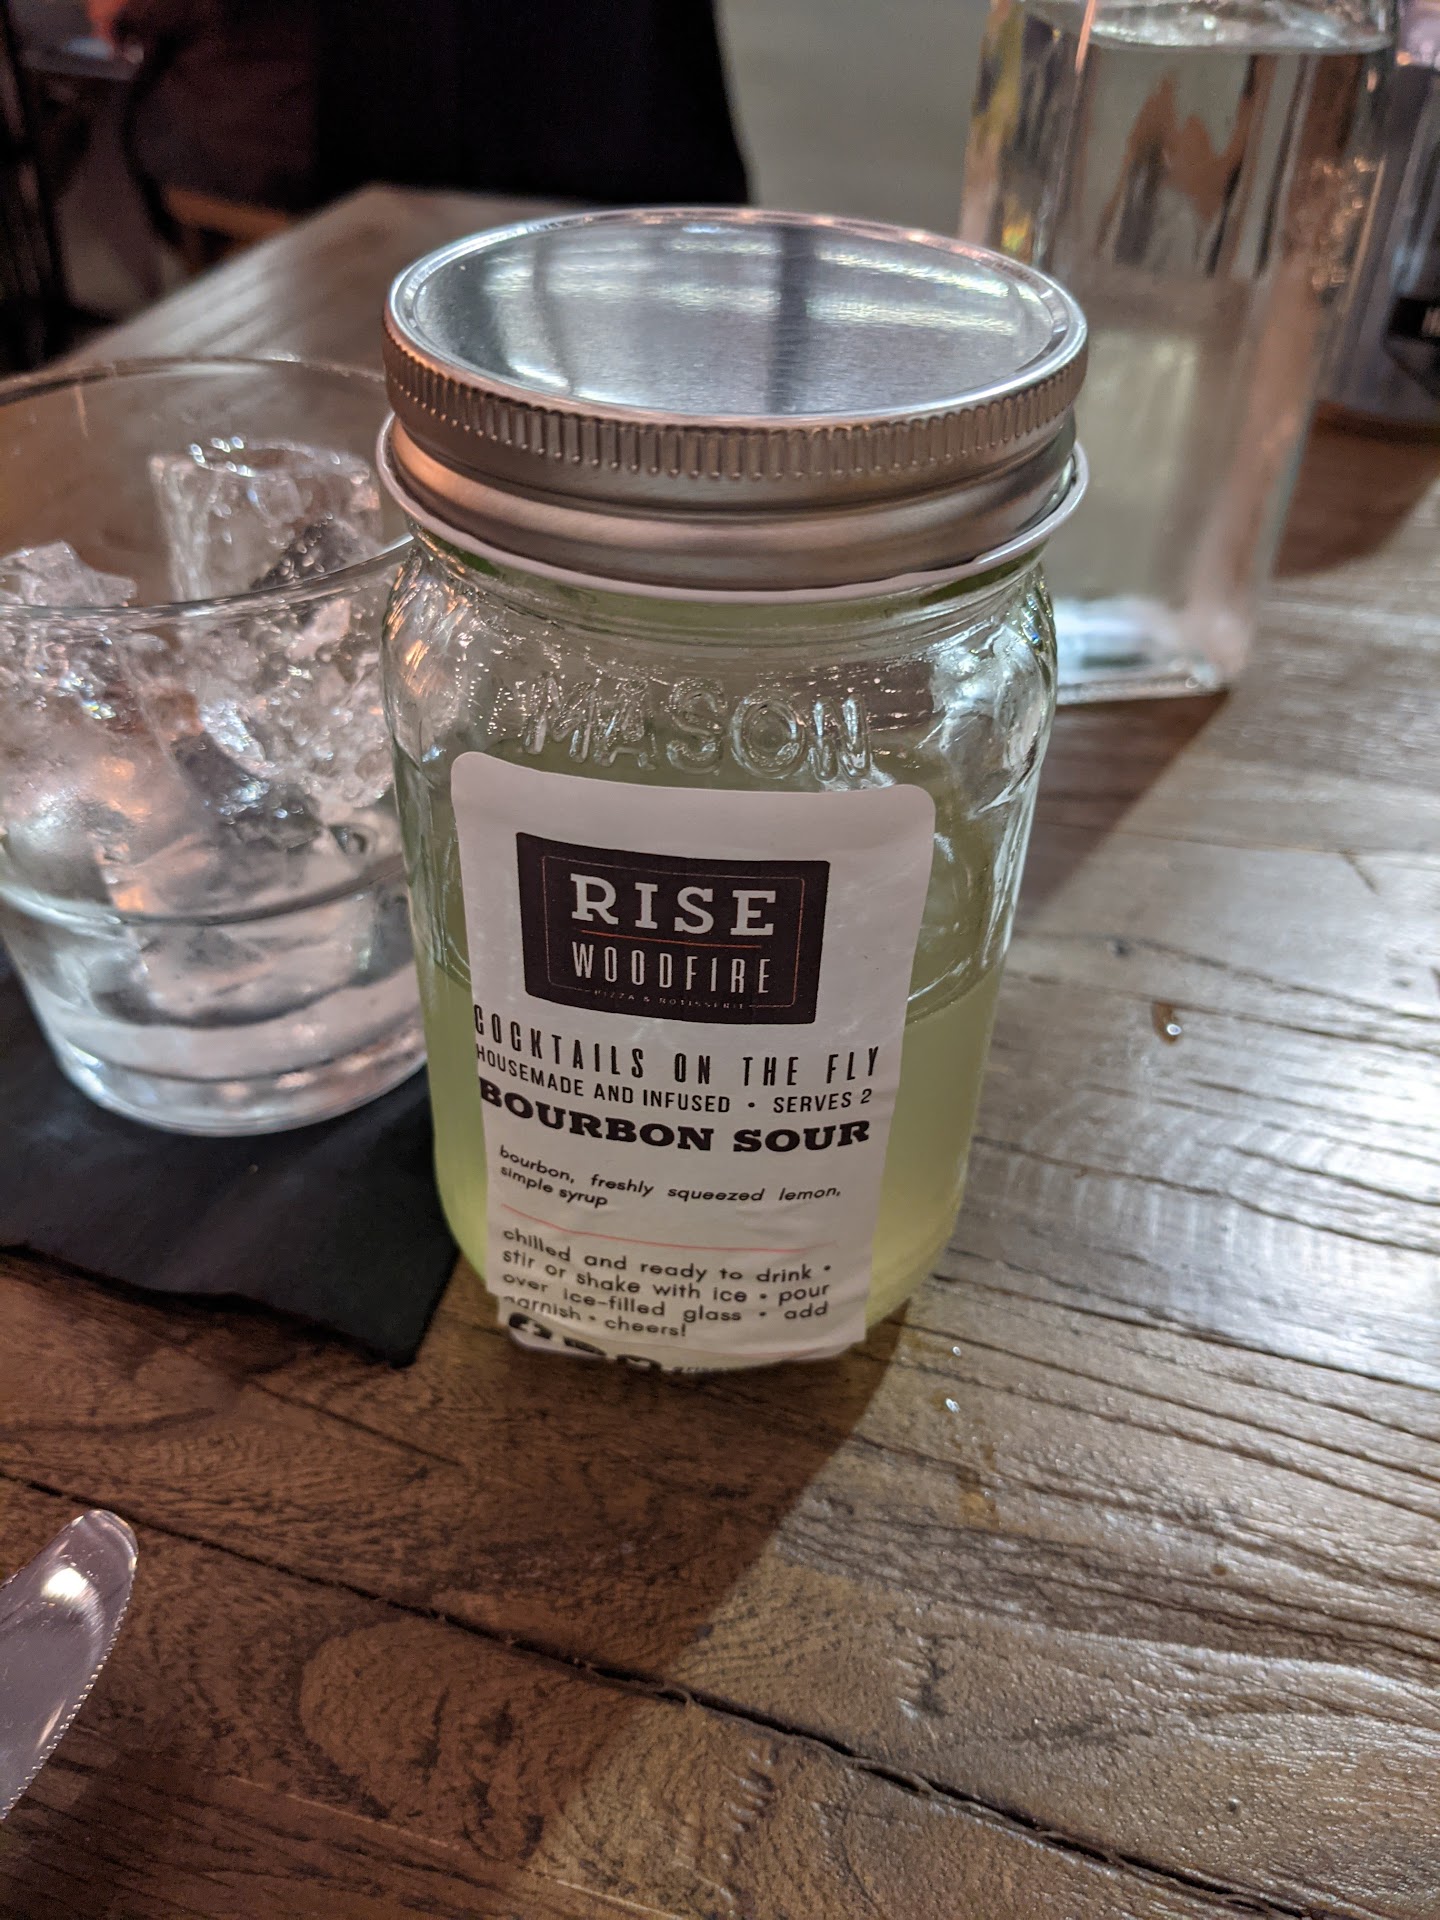 MASON
RISE
WOODFIRE
PIZZA & ROTISSERIE
COCKTAILS ON THE FLY
HOUSEMADE AND INFUSED • SERVES 2
BOURBON SOUR
bourbon, freshly squeezed lemon,
simple syrup
chilled and ready to drink •
stir or shake with ice • pour
over ice-filled glass • add
garnish • cheers!